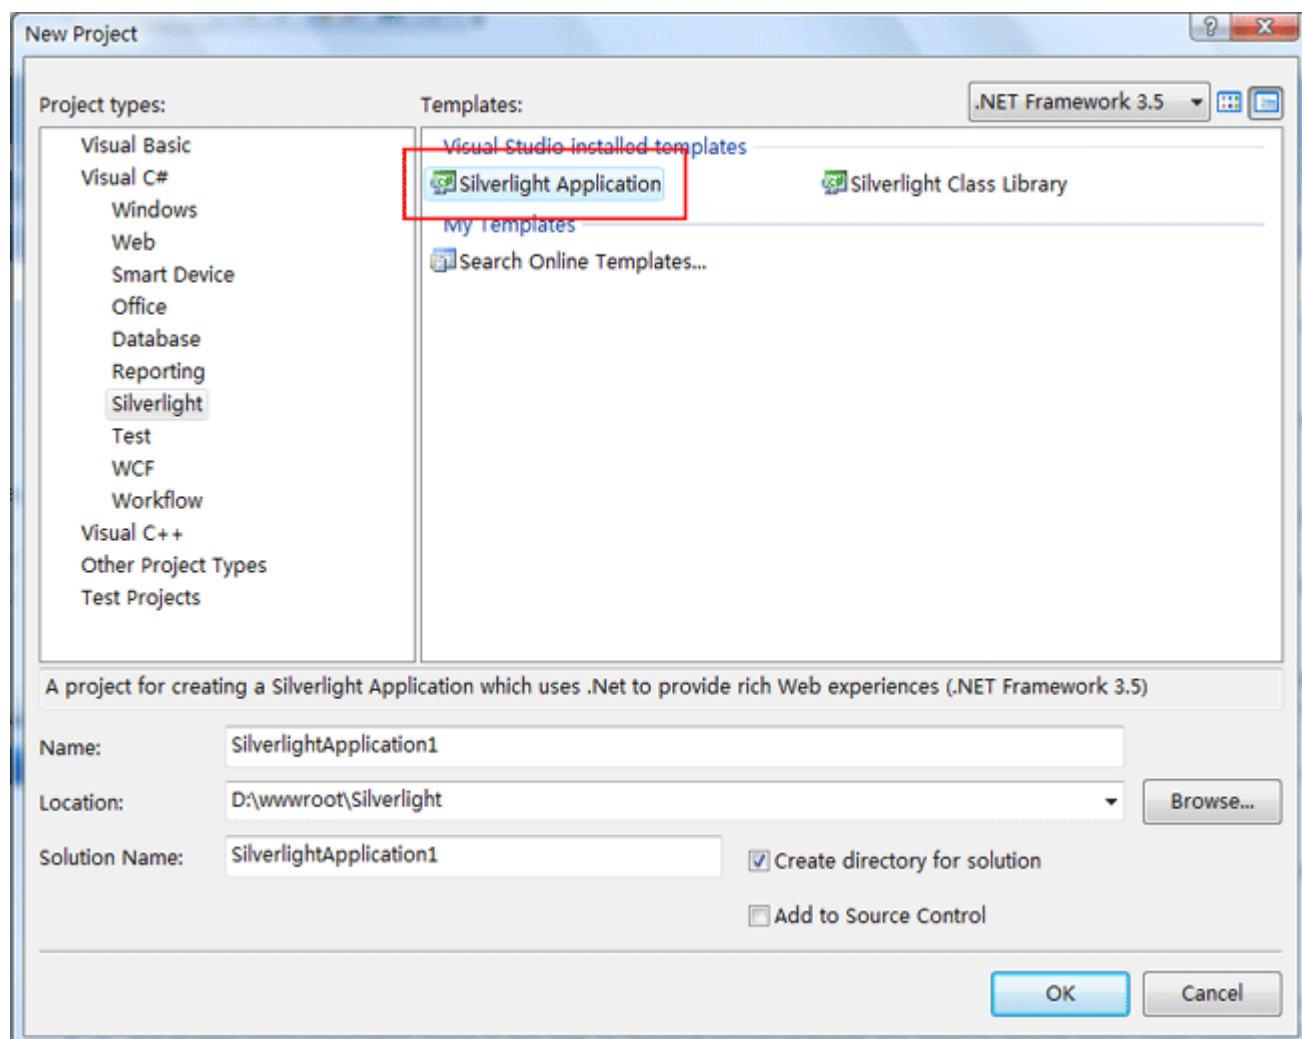 New Project
Project types:
Templates:
.NET Framework 3.5
Visual Basic
Visual C#
Windows
Web
Smart Device
Office
Database
Reporting
Silverlight
Test
WCF
Workflow
Visual C++
Other Project Types
Test Projects
Visual Studio installed templates
Silverlight Application
Silverlight Class Library
My Templates
Search Online Templates...
A project for creating a Silverlight Application which uses .Net to provide rich Web experiences (.NET Framework 3.5)
Name:
SilverlightApplication1
Location:
D:\wwwroot\Silverlight
Browse...
Solution Name:
SilverlightApplication1
Create directory for solution
Add to Source Control
OK
Cancel